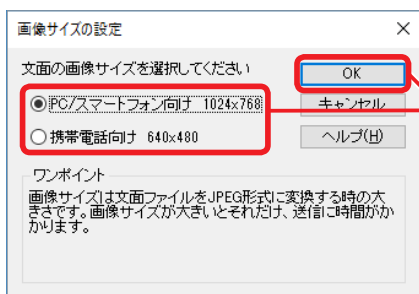 画像サイズの設定
文面の画像サイズを選択してください
OK
PC/スマートフォン向け 1024x768
キャンセル
携帯電話向け 640x480
ヘルプ(H)
ワンポイント
画像サイズは文面ファイルをJPEG形式に変換する時の大
きさです。画像サイズが大きいとそれだけ、送信に時間がか
かります。